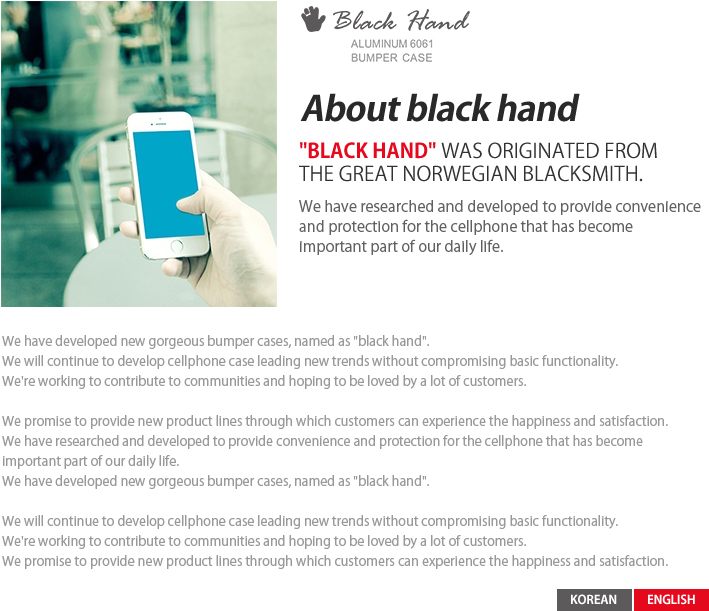 Black Hand
ALUMINUM 6061
BUMPER CASE
About black hand
"BLACK HAND" WAS ORIGINATED FROM
THE GREAT NORWEGIAN BLACKSMITH.
We have researched and developed to provide convenience
and protection for the cellphone that has become
important part of our daily life.
We have developed new gorgeous bumper cases, named as "black hand".
We will continue to develop cellphone case leading new trends without compromising basic functionality.
We're working to contribute to communities and hoping to be loved by a lot of customers.
We promise to provide new product lines through which customers can experience the happiness and satisfaction.
We have researched and developed to provide convenience and protection for the cellphone that has become
important part of our daily life.
We have developed new gorgeous bumper cases, named as "black hand".
We will continue to develop cellphone case leading new trends without compromising basic functionality.
We're working to contribute to communities and hoping to be loved by a lot of customers.
We promise to provide new product lines through which customers can experience the happiness and satisfaction.
KOREAN
ENGLISH